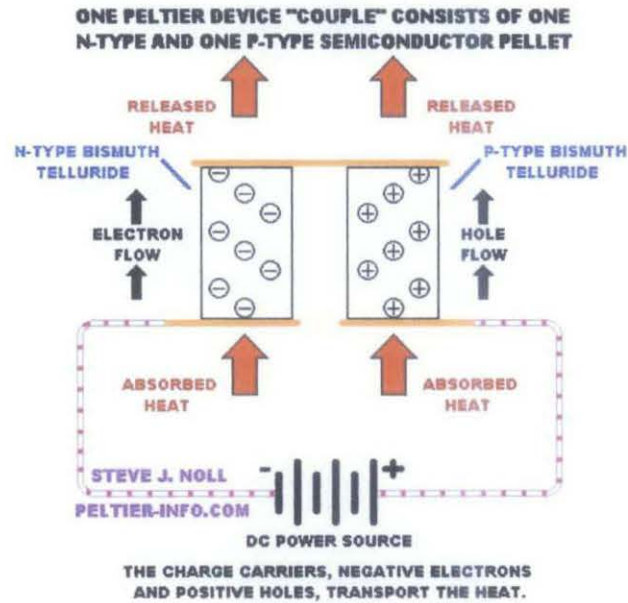 ONE PELTIER DEVICE "COUPLE" CONSISTS OF ONE
N-TYPE AND ONE P-TYPE SEMICONDUCTOR PELLET
RELEASED
HEAT
RELEASED
HEAT
N-TYPE BISMUTH
TELLURIDE
P-TYPE BISMUTH
TELLURIDE
ELECTRON
FLOW
HOLE
FLOW
ABSORBED
HEAT
ABSORBED
HEAT
STEVE J. NOLL
PELTIER-INFO.COM
- +
DC POWER SOURCE
THE CHARGE CARRIERS, NEGATIVE ELECTRONS
AND POSITIVE HOLES, TRANSPORT THE HEAT.